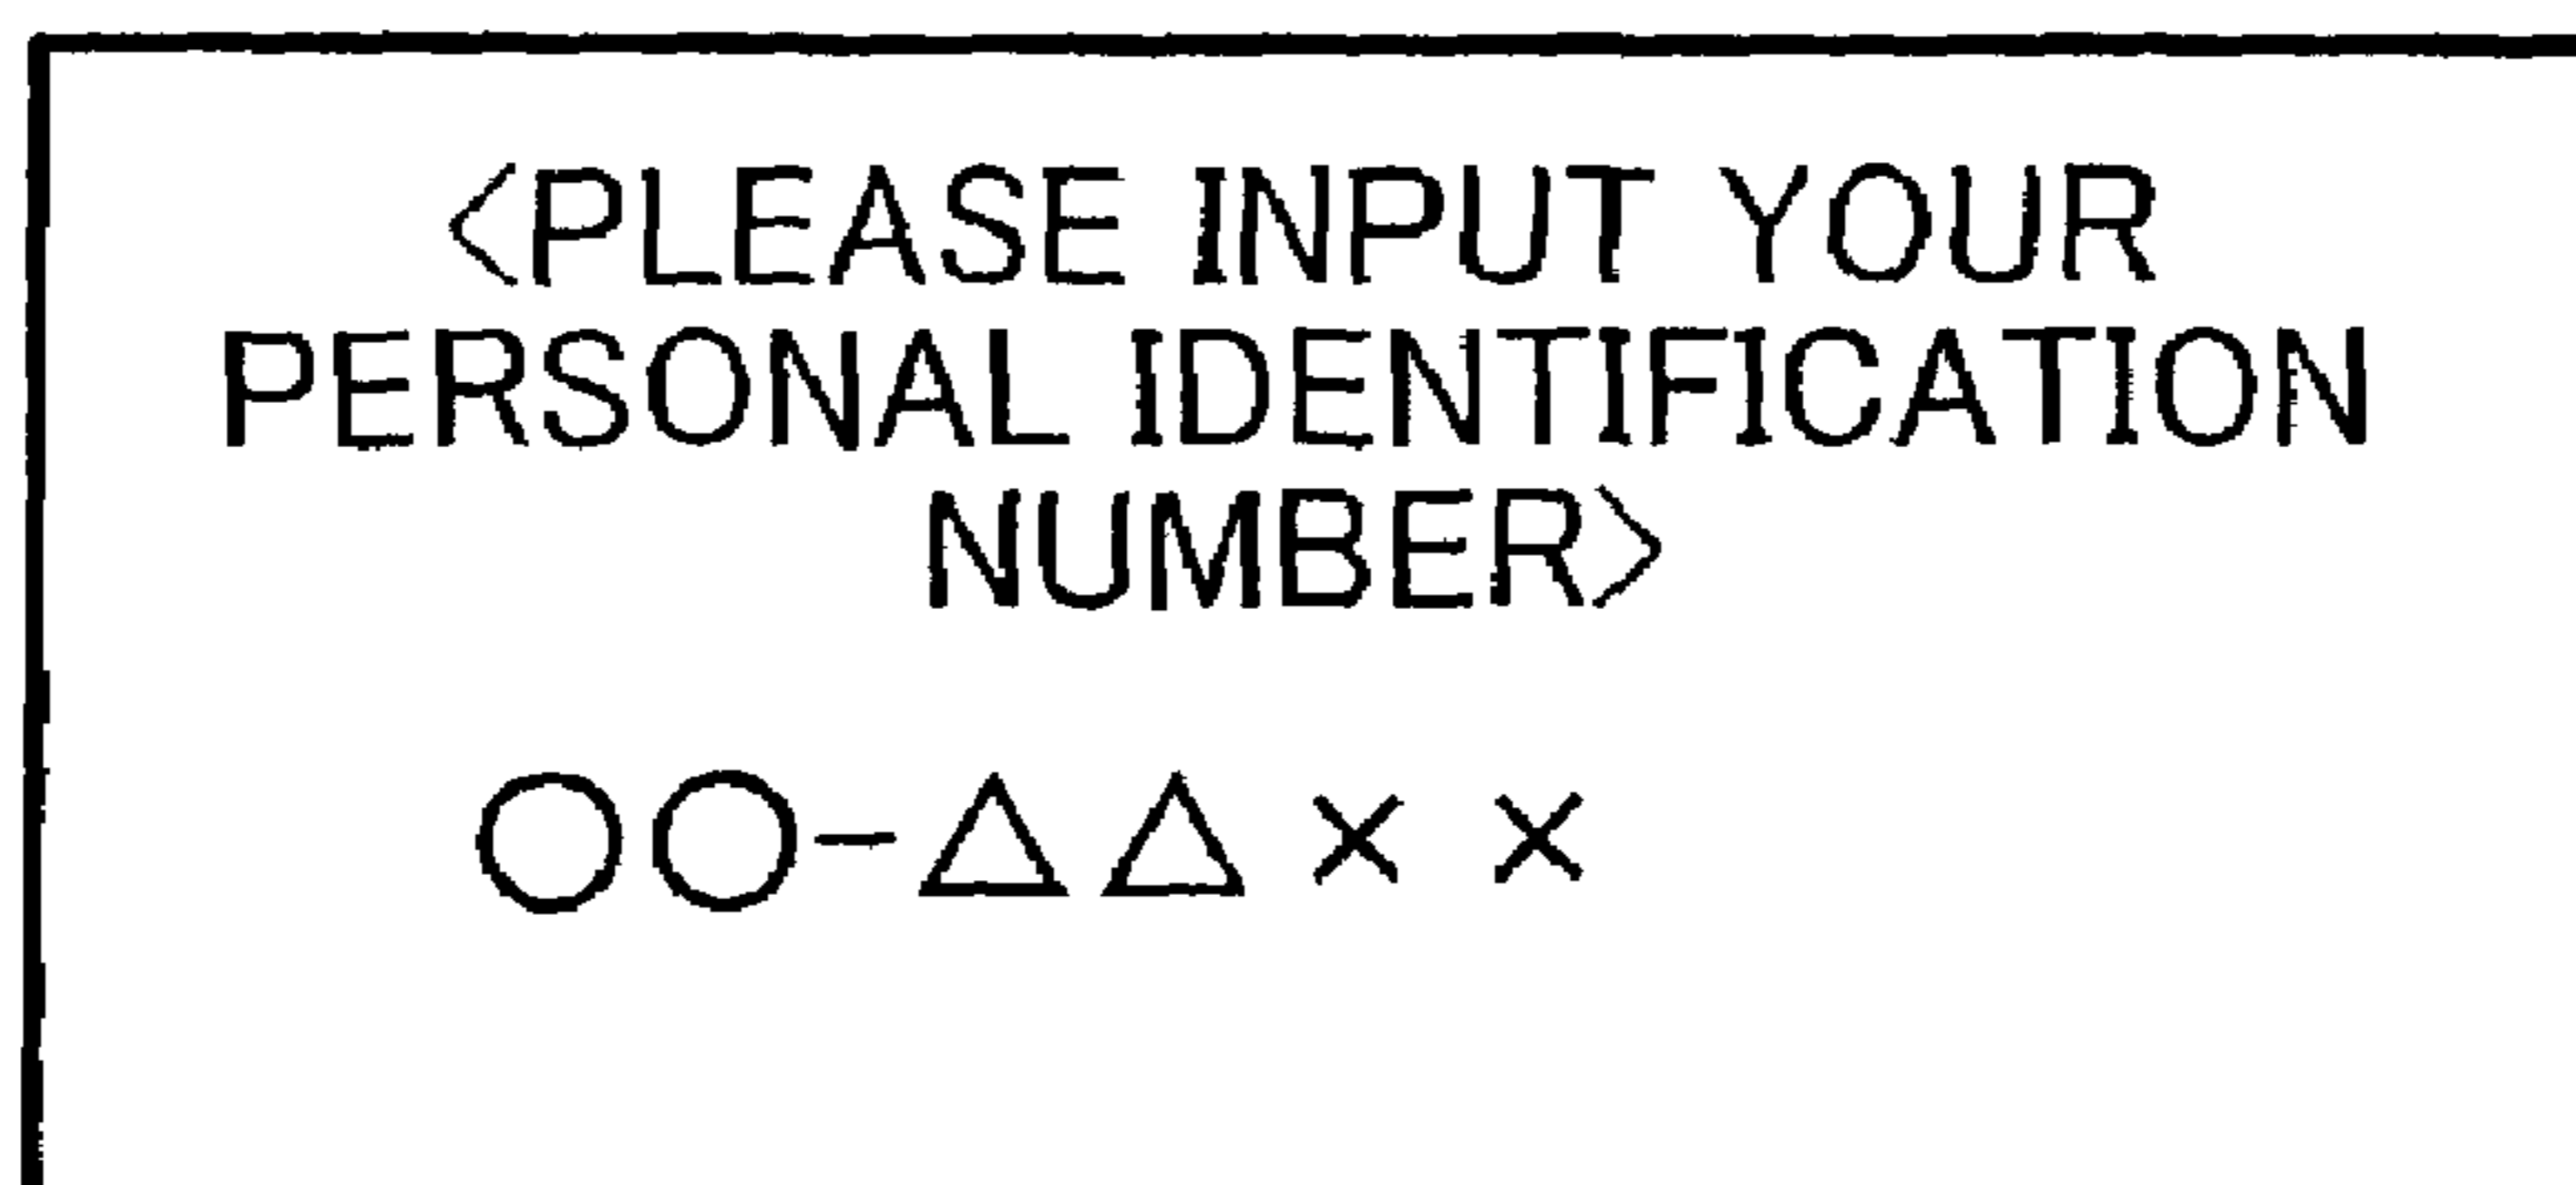 <PLEASE INPUT YOUR
PERSONAL IDENTIFICATION
NUMBER>
○○-△△××